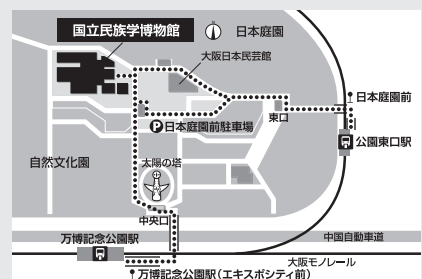 国立民族学博物館
日本庭園
大阪日本民芸館
日本庭園前
東口
P日本庭園前駐車場
公園東口駅
自然文化園
太陽の塔
中央口
万博記念公園駅
中国自動車道
大阪モノレール
万博記念公園駅(エキスポシティ前)